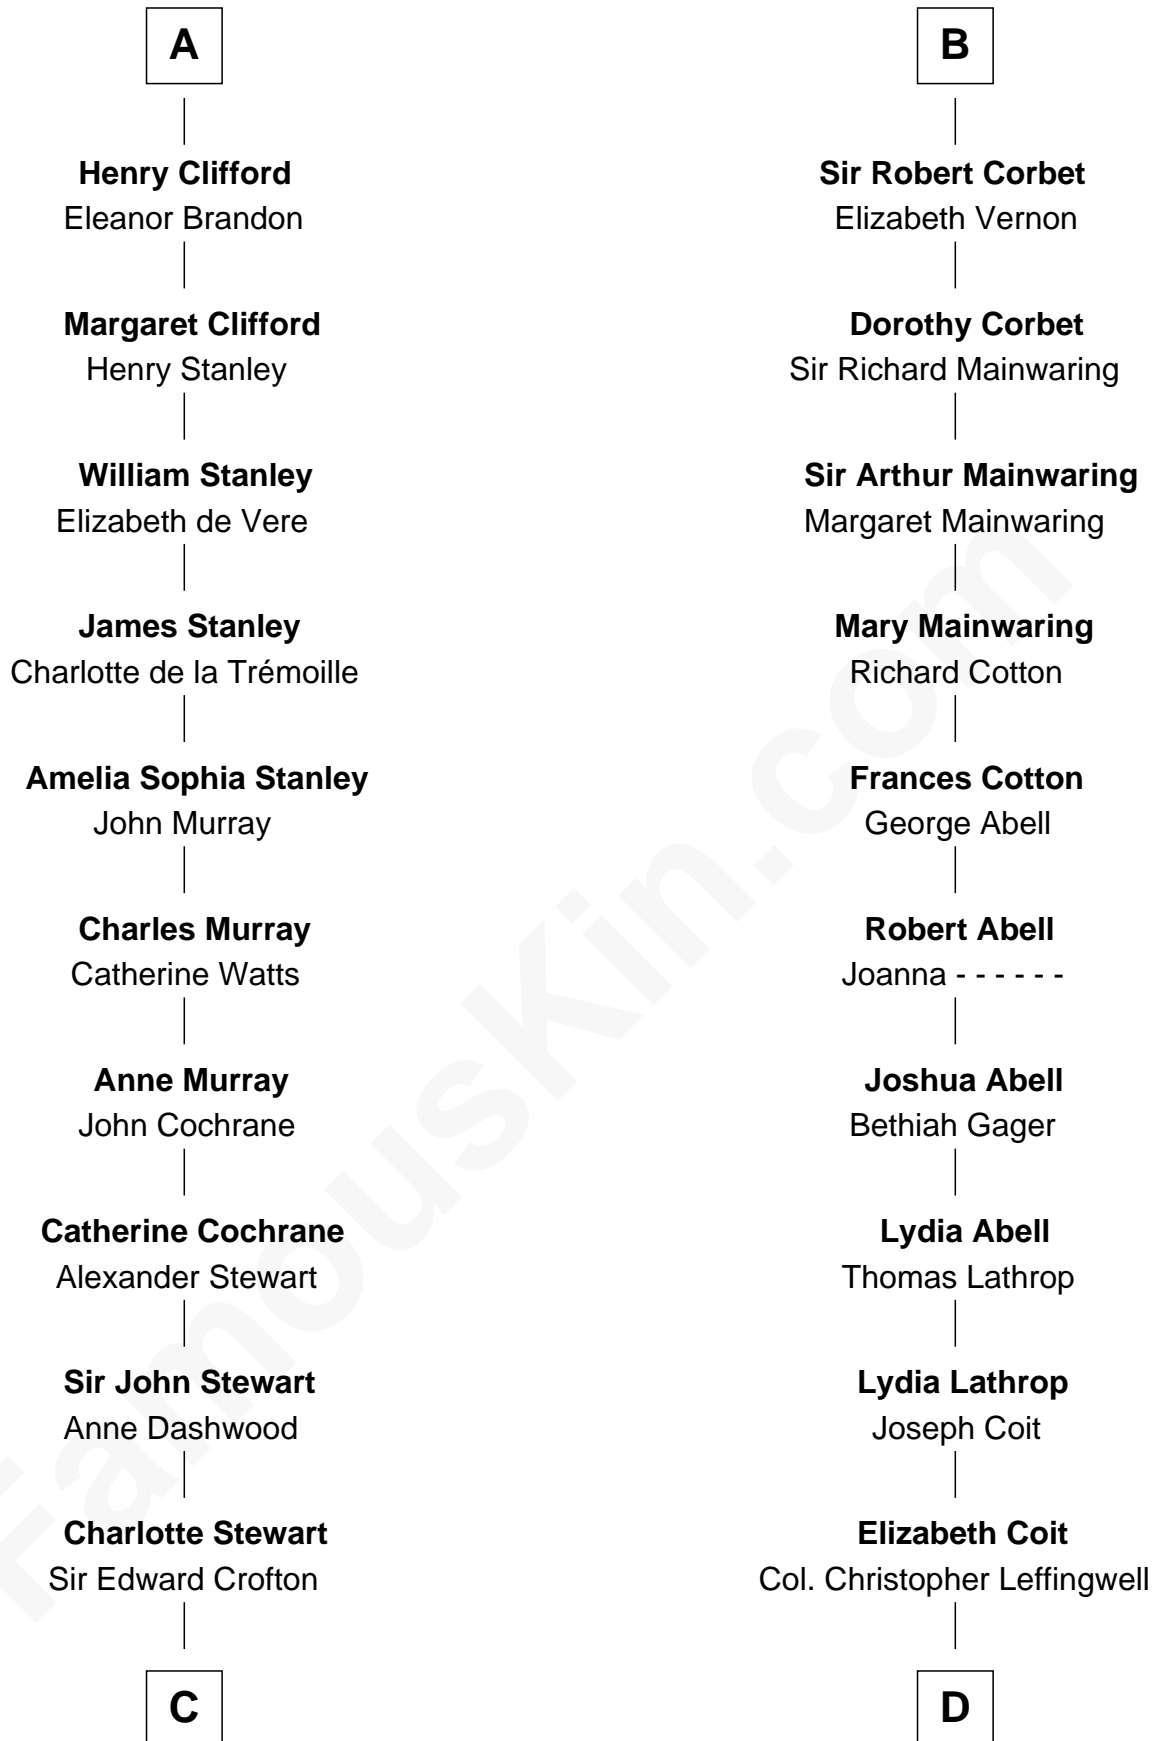 A
Henry Clifford
Eleanor Brandon
Margaret Clifford
Henry Stanley
William Stanley
Elizabeth de Vere
James Stanley
Charlotte de la Trémoille
Amelia Sophia Stanley
John Murray
Charles Murray
Catherine Watts
Anne Murray
John Cochrane
Catherine Cochrane
Alexander Stewart
Sir John Stewart
Anne Dashwood
Charlotte Stewart
Sir Edward Crofton
C
B
Sir Robert Corbet
Elizabeth Vernon
Dorothy Corbet
Sir Richard Mainwaring
Sir Arthur Mainwaring
Margaret Mainwaring
Mary Mainwaring
Richard Cotton
Frances Cotton
George Abell
Robert Abell
Joanna - - - - - -
Joshua Abell
Bethiah Gager
Lydia Abell
Thomas Lathrop
Lydia Lathrop
Joseph Coit
Elizabeth Coit
Col. Christopher Leffingwell
D
FamousKin.com